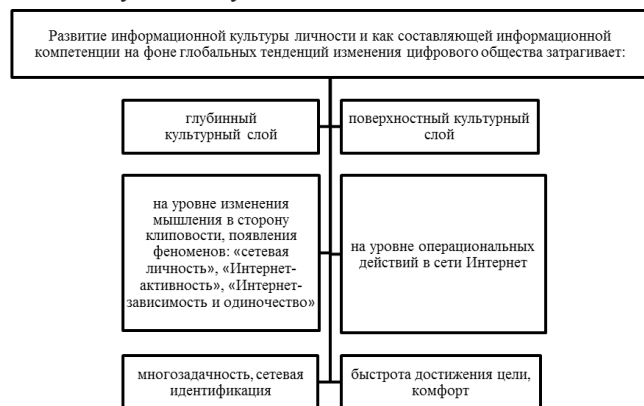 Развитие информационной культуры личности и как составляющей информационной
компетенции на фоне глобальных тенденций изменения цифрового общества затрагивает:
глубинный
культурный слой
поверхностный культурный
слой
на уровне изменения
мышления в сторону
клиповости, появления
феноменов: «сетевая
личность», «Интернет-
активность», «Интернет-
зависимость и одиночество»
на уровне операциональных
действий в сети Интернет
многозадачность, сетевая
идентификация
быстрота достижения цели,
комфорт